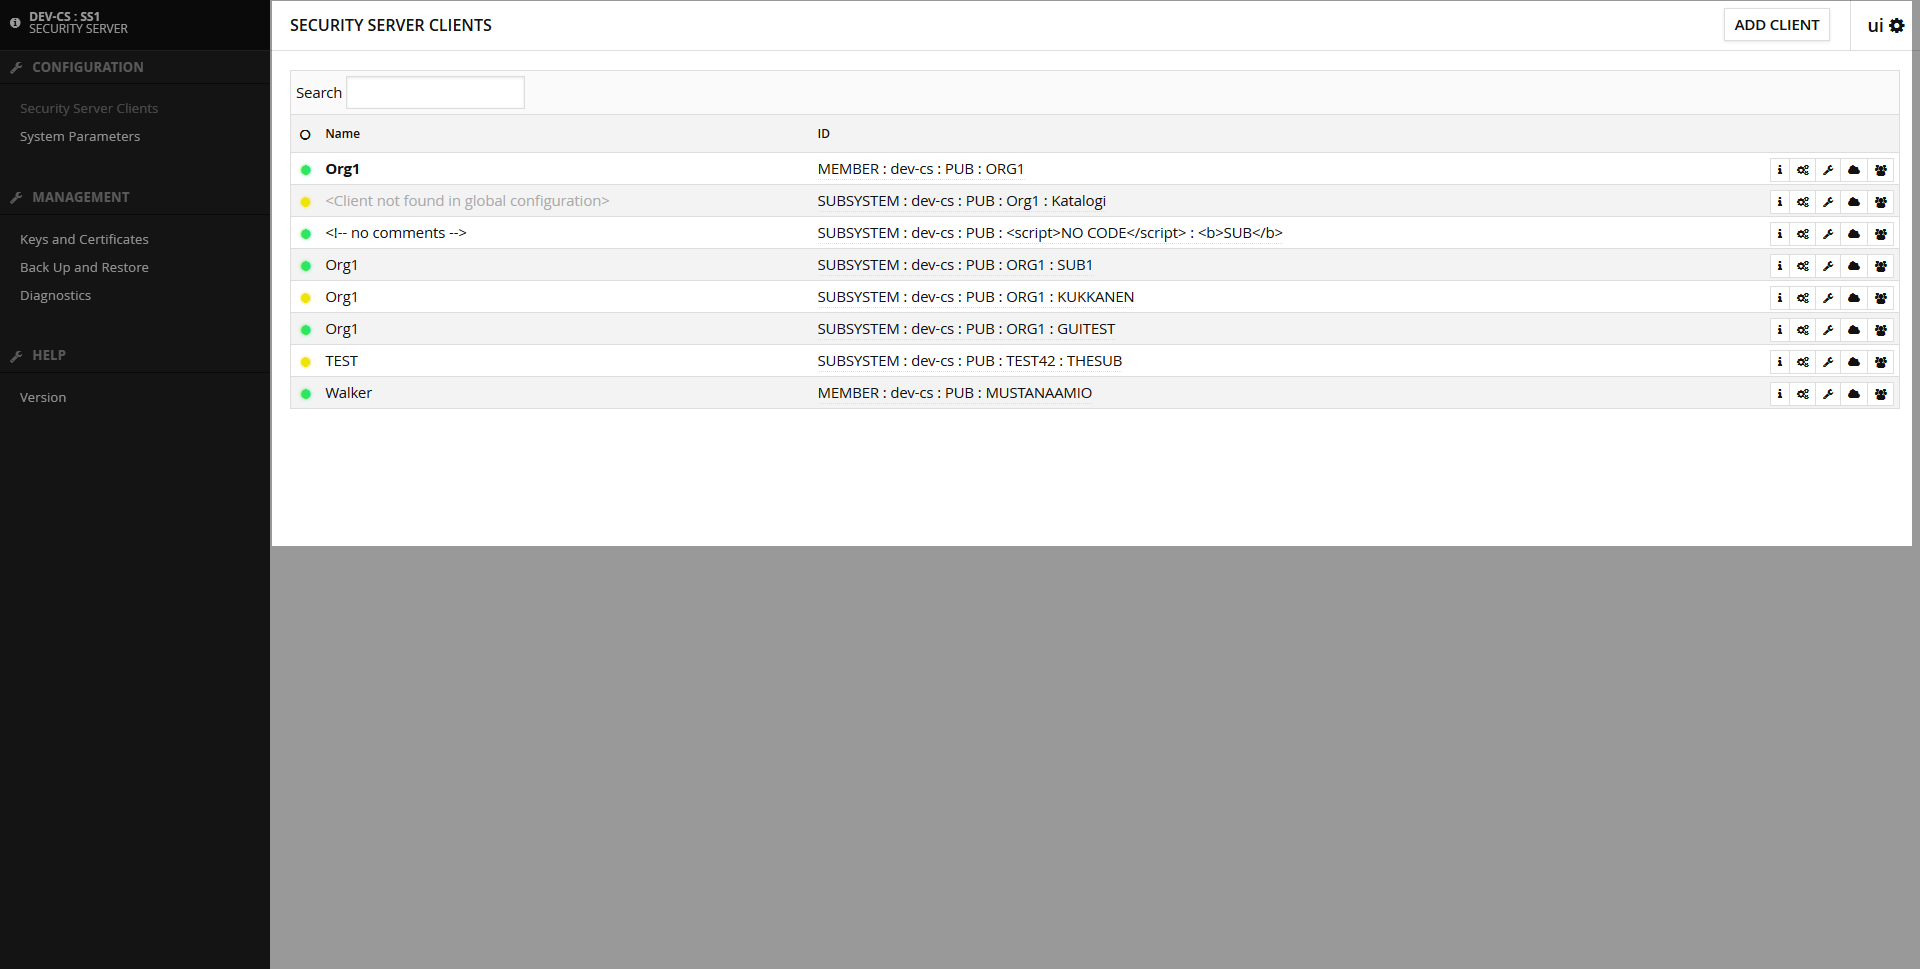 DEV-CS : SS1
SECURITY SERVER
CONFIGURATION
Security Server Clients
System Parameters
MANAGEMENT
Keys and Certificates
Back Up and Restore
Diagnostics
HELP
Version
SECURITY SERVER CLIENTS
ADD CLIENT
ui
Search
Name ID
Org1 MEMBER : dev-cs : PUB : ORG1
<Client not found in global configuration> SUBSYSTEM : dev-cs : PUB : Org1 : Katalogi
<!-- no comments --> SUBSYSTEM : dev-cs : PUB : <script>NO CODE</script> : <b>SUB</b>
Org1 SUBSYSTEM : dev-cs : PUB : ORG1 : SUB1
Org1 SUBSYSTEM : dev-cs : PUB : ORG1 : KUKKANEN
Org1 SUBSYSTEM : dev-cs : PUB : ORG1 : GUITEST
TEST SUBSYSTEM : dev-cs : PUB : TEST42 : THESUB
Walker MEMBER : dev-cs : PUB : MUSTANAAMIO